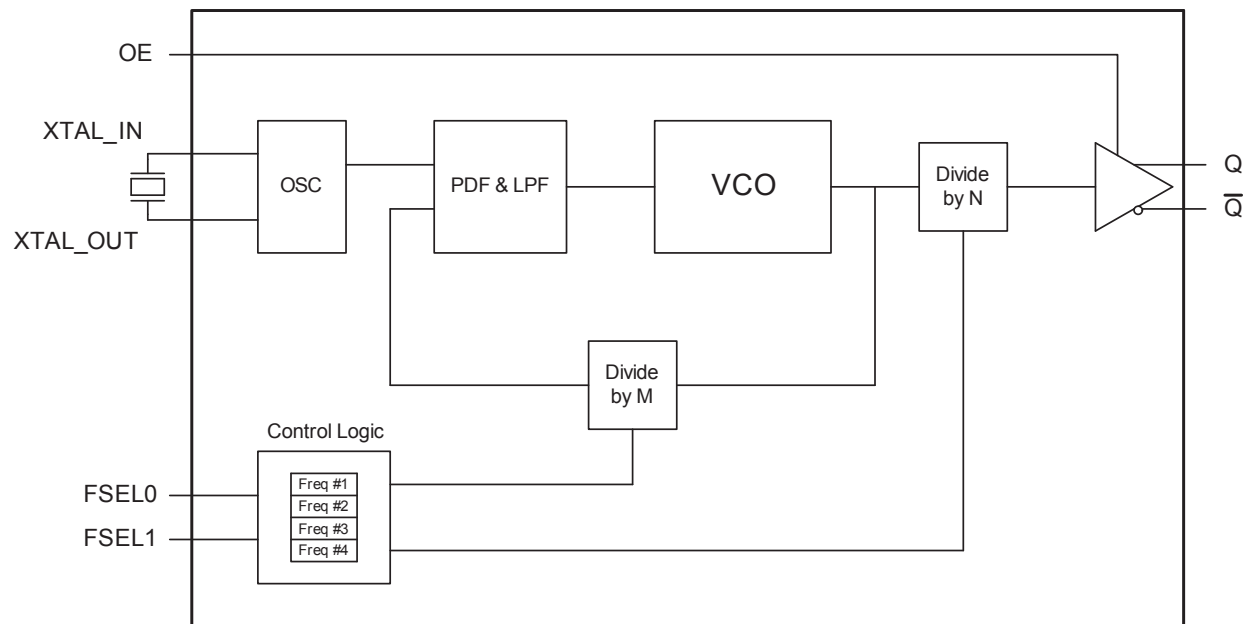 OE
XTAL_IN
XTAL_OUT
OSC
PDF & LPF
VCO
Divide
by N
Q
Q̅
Divide
by M
Control Logic
FSEL0
FSEL1
Freq #1
Freq #2
Freq #3
Freq #4